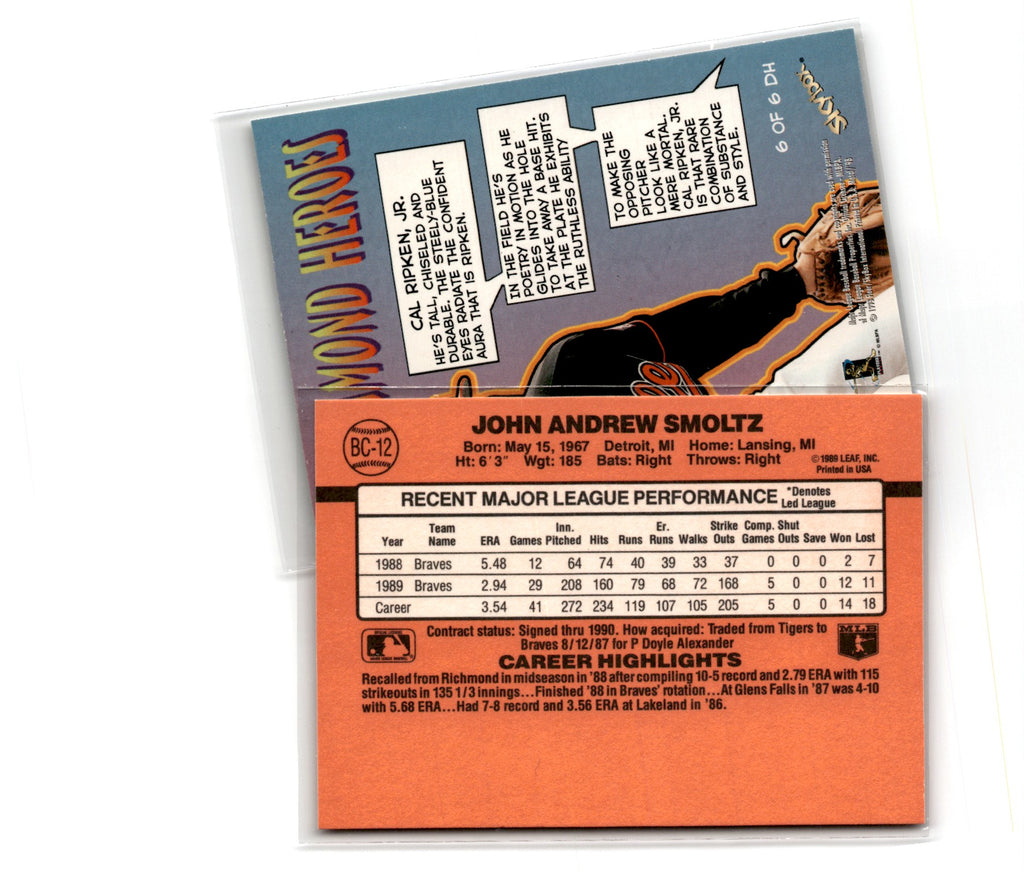 MOND HEROES
CAL RIPKEN, JR.
HE'S TALL, CHISELED AND
DURABLE. THE STEELY-BLUE
EYES RADIATE THE CONFIDENT
AURA THAT IS RIPKEN.
IN THE FIELD HE'S
POETRY IN MOTION AS HE
GLIDES INTO THE HOLE
TO TAKE AWAY A BASE HIT.
AT THE PLATE HE EXHIBITS
THE RUTHLESS ABILITY
TO MAKE THE
OPPOSING
PITCHER
LOOK LIKE A
MERE MORTAL.
CAL RIPKEN, JR.
IS THAT RARE
COMBINATION
OF SUBSTANCE
AND STYLE.
6 OF 6 DH
SkyBox
BC-12
JOHN ANDREW SMOLTZ
Born: May 15, 1967 Detroit, MI Home: Lansing, MI
Ht: 6'3" Wgt: 185 Bats: Right Throws: Right
©1989 LEAF, INC.
Printed in USA
RECENT MAJOR LEAGUE PERFORMANCE *Denotes
Led League
Year Team Name ERA Games Inn. Pitched Hits Runs Er. Runs Walks Strike Outs Comp. Games Shut Outs Save Won Lost
1988 Braves 5.48 12 64 74 40 39 33 37 0 0 0 2 7
1989 Braves 2.94 29 208 160 79 68 72 168 5 0 0 12 11
Career 3.54 41 272 234 119 107 105 205 5 0 0 14 18
Contract status: Signed thru 1990. How acquired: Traded from Tigers to
Braves 8/12/87 for P Doyle Alexander
MLB
CAREER HIGHLIGHTS
Recalled from Richmond in midseason in '88 after compiling 10-5 record and 2.79 ERA with 115
strikeouts in 135 1/3 innings...Finished '88 in Braves' rotation...At Glens Falls in '87 was 4-10
with 5.68 ERA...Had 7-8 record and 3.56 ERA at Lakeland in '86.